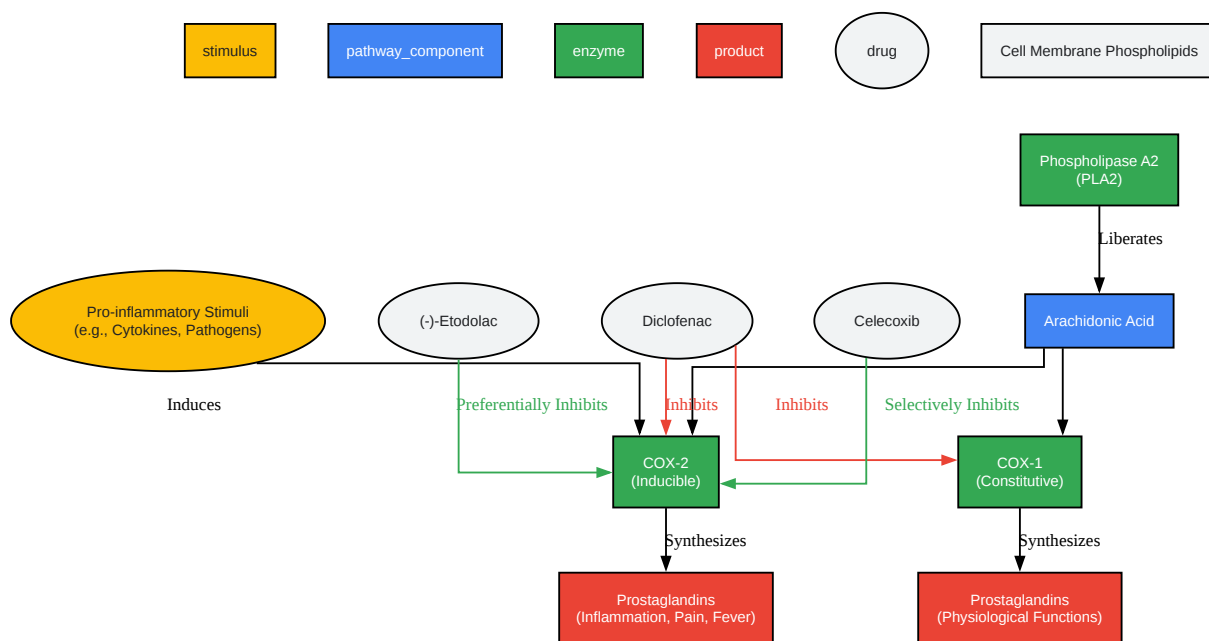 stimulus
pathway_component
enzyme
product
drug
Cell Membrane Phospholipids
Phospholipase A2
(PLA2)
Liberates
Pro-inflammatory Stimuli
(e.g., Cytokines, Pathogens)
(-)-Etodolac
Diclofenac
Celecoxib
Arachidonic Acid
Induces
Preferentially Inhibits
Inhibits
Inhibits
Selectively Inhibits
COX-2
(Inducible)
COX-1
(Constitutive)
Synthesizes
Synthesizes
Prostaglandins
(Inflammation, Pain, Fever)
Prostaglandins
(Physiological Functions)